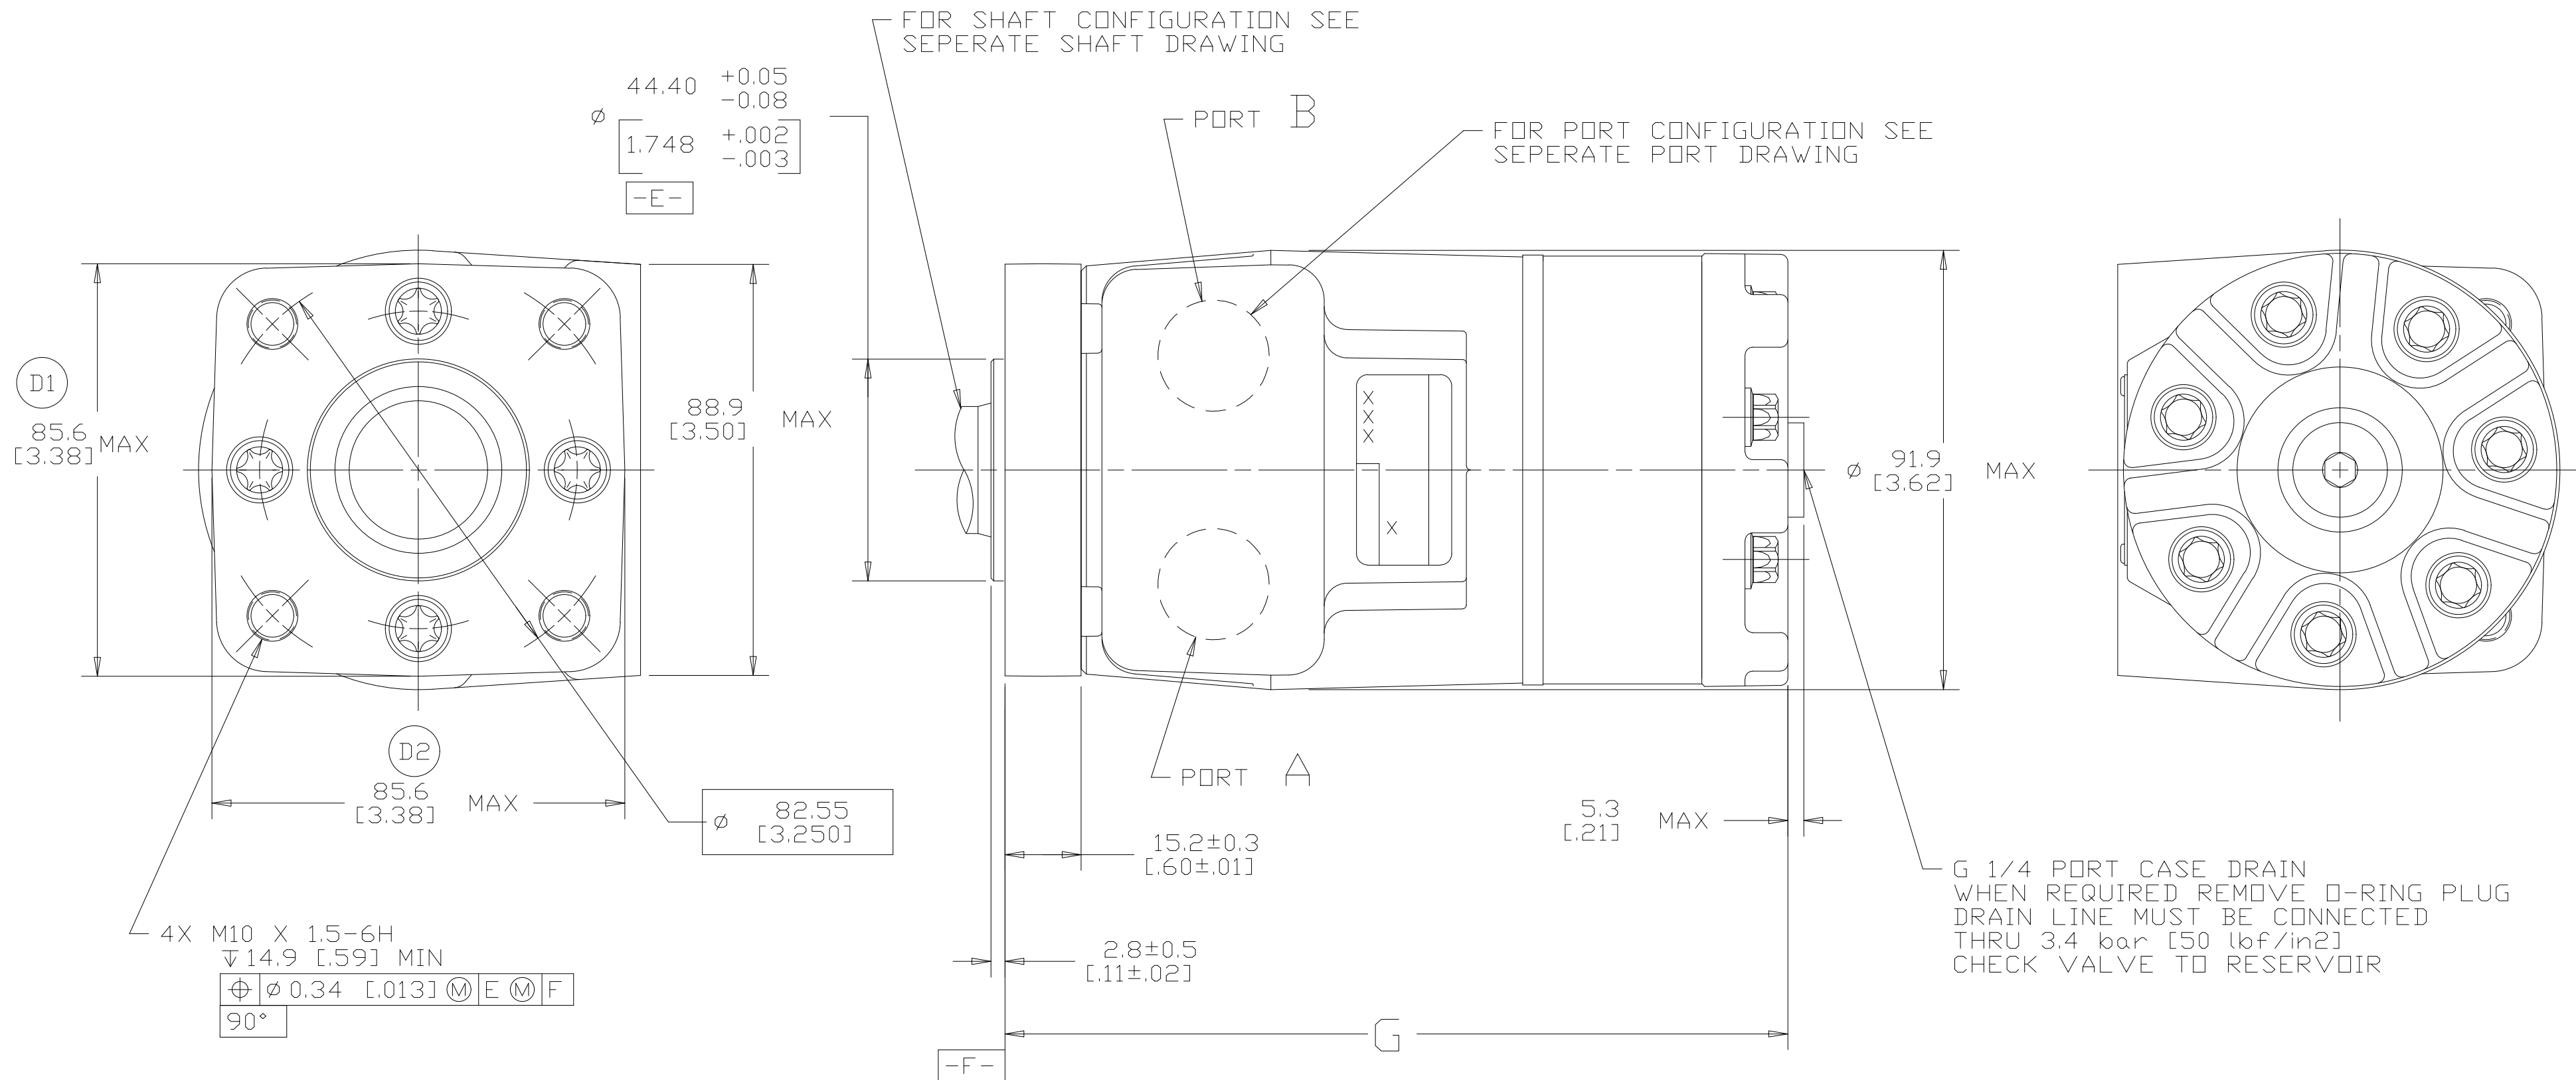 FOR SHAFT CONFIGURATION SEE
SEPERATE SHAFT DRAWING
44.40 +0.05
-0.08
⌀
1.748 +.002
-.003
-E-
PORT B
FOR PORT CONFIGURATION SEE
SEPERATE PORT DRAWING
D1
85.6 MAX
[3.38]
88.9 MAX
[3.50]
X
X
X
X
⌀ 91.9 MAX
[3.62]
D2
85.6 MAX
[3.38]
⌀ 82.55
[3.250]
PORT A
15.2±0.3
[.60±.01]
5.3 MAX
[.21]
G 1/4 PORT CASE DRAIN
WHEN REQUIRED REMOVE O-RING PLUG
DRAIN LINE MUST BE CONNECTED
THRU 3.4 bar [50 lbf/in2]
CHECK VALVE TO RESERVOIR
4X M10 X 1.5-6H
↧14.9 [.59] MIN
⌖ ⌀ 0.34 [.013] Ⓜ E Ⓜ F
90°
2.8±0.5
[.11±.02]
G
-F-